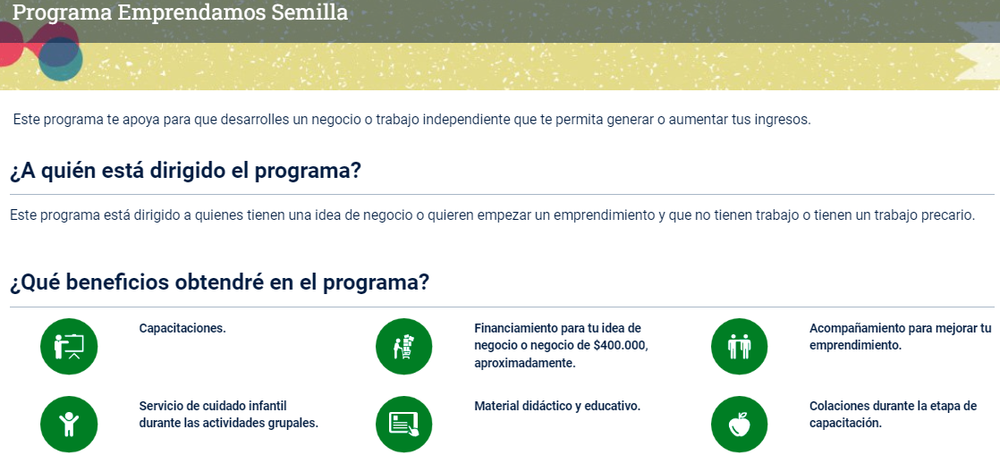 Programa Emprendamos Semilla
Este programa te apoya para que desarrolles un negocio o trabajo independiente que te permita generar o aumentar tus ingresos.
¿A quién está dirigido el programa?
Este programa está dirigido a quienes tienen una idea de negocio o quieren empezar un emprendimiento y que no tienen trabajo o tienen un trabajo precario.
¿Qué beneficios obtendré en el programa?
Capacitaciones.
Financiamiento para tu idea de
negocio o negocio de $400.000,
aproximadamente.
Acompañamiento para mejorar tu
emprendimiento.
Servicio de cuidado infantil
durante las actividades grupales.
Material didáctico y educativo.
Colaciones durante la etapa de
capacitación.